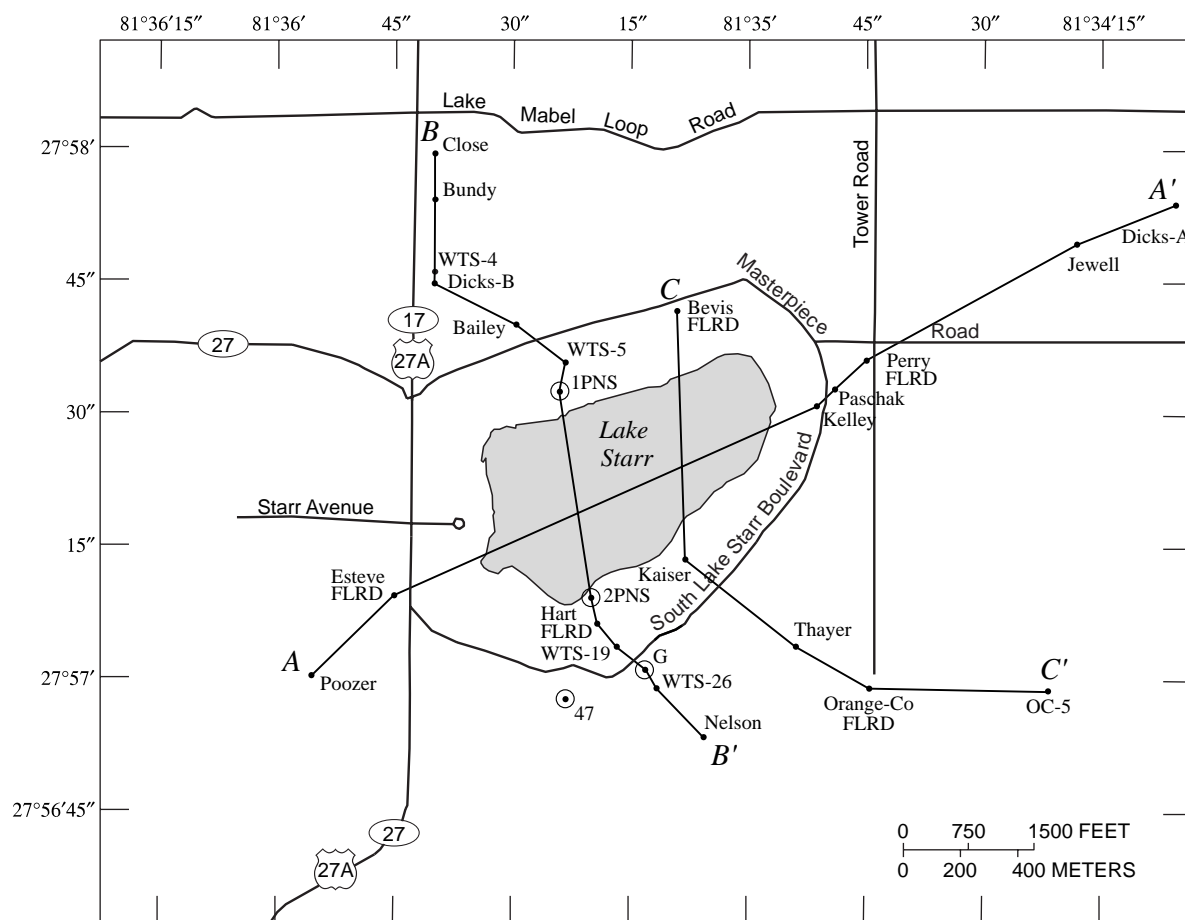 81°36′15″ 81°36′ 45″ 30″ 15″ 81°35′ 45″ 30″ 81°34′15″
Lake Mabel Loop Road
27°58′
B
Close
Bundy
Tower Road
A'
Dicks-A
Jewell
WTS-4
45″
Dicks-B
C
Masterpiece
Bevis
FLRD
17
Bailey
Road
27
27A
WTS-5
Perry
FLRD
1PNS
Paschak
30″
Kelley
Lake
Starr
Starr Avenue
South Lake Starr Boulevard
15″
Kaiser
Esteve
FLRD
2PNS
Hart
FLRD
Thayer
WTS-19
G
A
C'
27°57′
Poozer
WTS-26
Orange-Co
FLRD
OC-5
47
Nelson
B'
27°56′45″
27
0 750 1500 FEET
27A
0 200 400 METERS